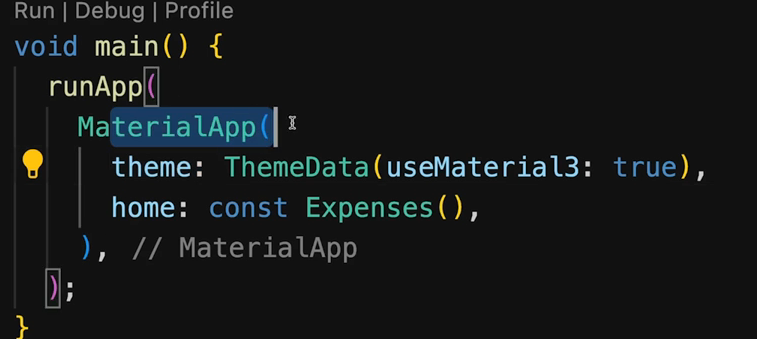 Run | Debug | Profile
void main() {
runApp(
MaterialApp(
theme: ThemeData(useMaterial3: true),
home: const Expenses(),
), // MaterialApp
);
}